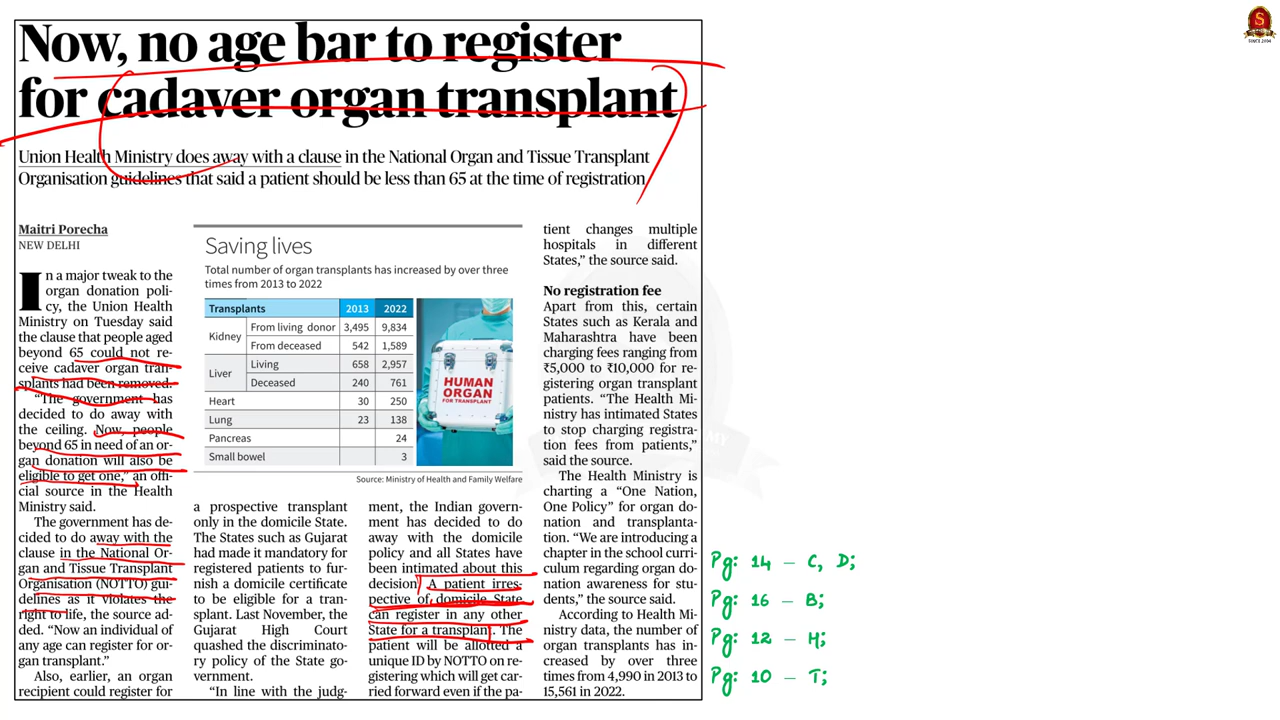 Now, no age bar to register
for cadaver organ transplant
Union Health Ministry does away with a clause in the National Organ and Tissue Transplant
Organisation guidelines that said a patient should be less than 65 at the time of registration
Maitri Porecha
NEW DELHI
In a major tweak to the
organ donation poli-
cy, the Union Health
Ministry on Tuesday said
the clause that people aged
beyond 65 could not re-
ceive cadaver organ tran-
splants had been removed.
“The government has
decided to do away with
the ceiling. Now, people
beyond 65 in need of an or-
gan donation will also be
eligible to get one,” an offi-
cial source in the Health
Ministry said.
The government has de-
cided to do away with the
clause in the National Or-
gan and Tissue Transplant
Organisation (NOTTO) gui-
delines as it violates the
right to life, the source ad-
ded. “Now an individual of
any age can register for or-
gan transplant.”
Also, earlier, an organ
recipient could register for
Saving lives
Total number of organ transplants has increased by over three
times from 2013 to 2022
Transplants 2013 2022
Kidney From living donor 3,495 9,834
From deceased 542 1,589
Liver Living 658 2,957
Deceased 240 761
Heart 30 250
Lung 23 138
Pancreas 24
Small bowel 3
HUMAN
ORGAN
FOR TRANSPLANT
Source: Ministry of Health and Family Welfare
a prospective transplant
only in the domicile State.
The States such as Gujarat
had made it mandatory for
registered patients to fur-
nish a domicile certificate
to be eligible for a tran-
splant. Last November, the
Gujarat High Court
quashed the discriminato-
ry policy of the State go-
vernment.
“In line with the judg-
ment, the Indian govern-
ment has decided to do
away with the domicile
policy and all States have
been intimated about this
decision. A patient irres-
pective of domicile State
can register in any other
State for a transplant. The
patient will be allotted a
unique ID by NOTTO on re-
gistering which will get car-
ried forward even if the pa-
tient changes multiple
hospitals in different
States,” the source said.
No registration fee
Apart from this, certain
States such as Kerala and
Maharashtra have been
charging fees ranging from
₹5,000 to ₹10,000 for re-
gistering organ transplant
patients. “The Health Mi-
nistry has intimated States
to stop charging registra-
tion fees from patients,”
said the source.
The Health Ministry is
charting a “One Nation,
One Policy” for organ do-
nation and transplanta-
tion. “We are introducing a
chapter in the school curri-
culum regarding organ do-
nation awareness for stu-
dents,” the source said.
According to Health Mi-
nistry data, the number of
organ transplants has in-
creased by over three
times from 4,990 in 2013 to
15,561 in 2022.
Pg: 14 – C, D;
Pg: 16 – B;
Pg: 12 – H;
Pg: 10 – T;
S
SINCE 2004